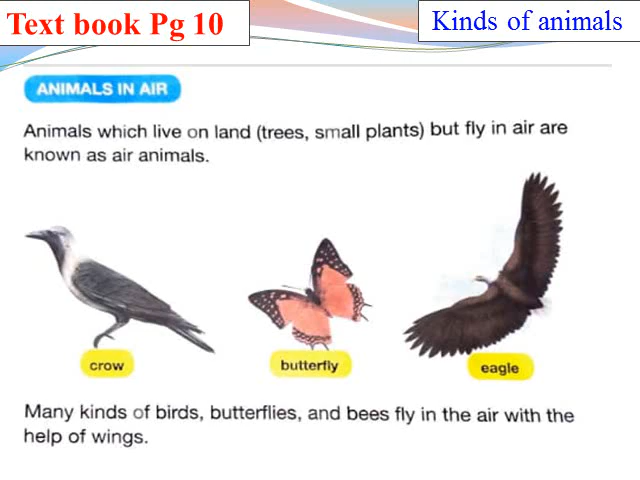 Text book Pg 10
Kinds of animals
ANIMALS IN AIR
Animals which live on land (trees, small plants) but fly in air are
known as air animals.
crow
butterfly
eagle
Many kinds of birds, butterflies, and bees fly in the air with the
help of wings.